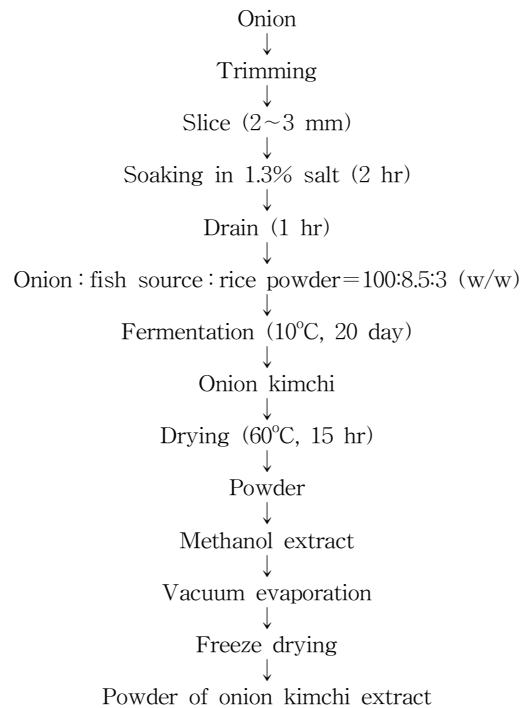 Onion
↓
Trimming
↓
Slice (2~3 mm)
↓
Soaking in 1.3% salt (2 hr)
↓
Drain (1 hr)
↓
Onion : fish source : rice powder=100:8.5:3 (w/w)
↓
Fermentation (10°C, 20 day)
↓
Onion kimchi
↓
Drying (60°C, 15 hr)
↓
Powder
↓
Methanol extract
↓
Vacuum evaporation
↓
Freeze drying
↓
Powder of onion kimchi extract